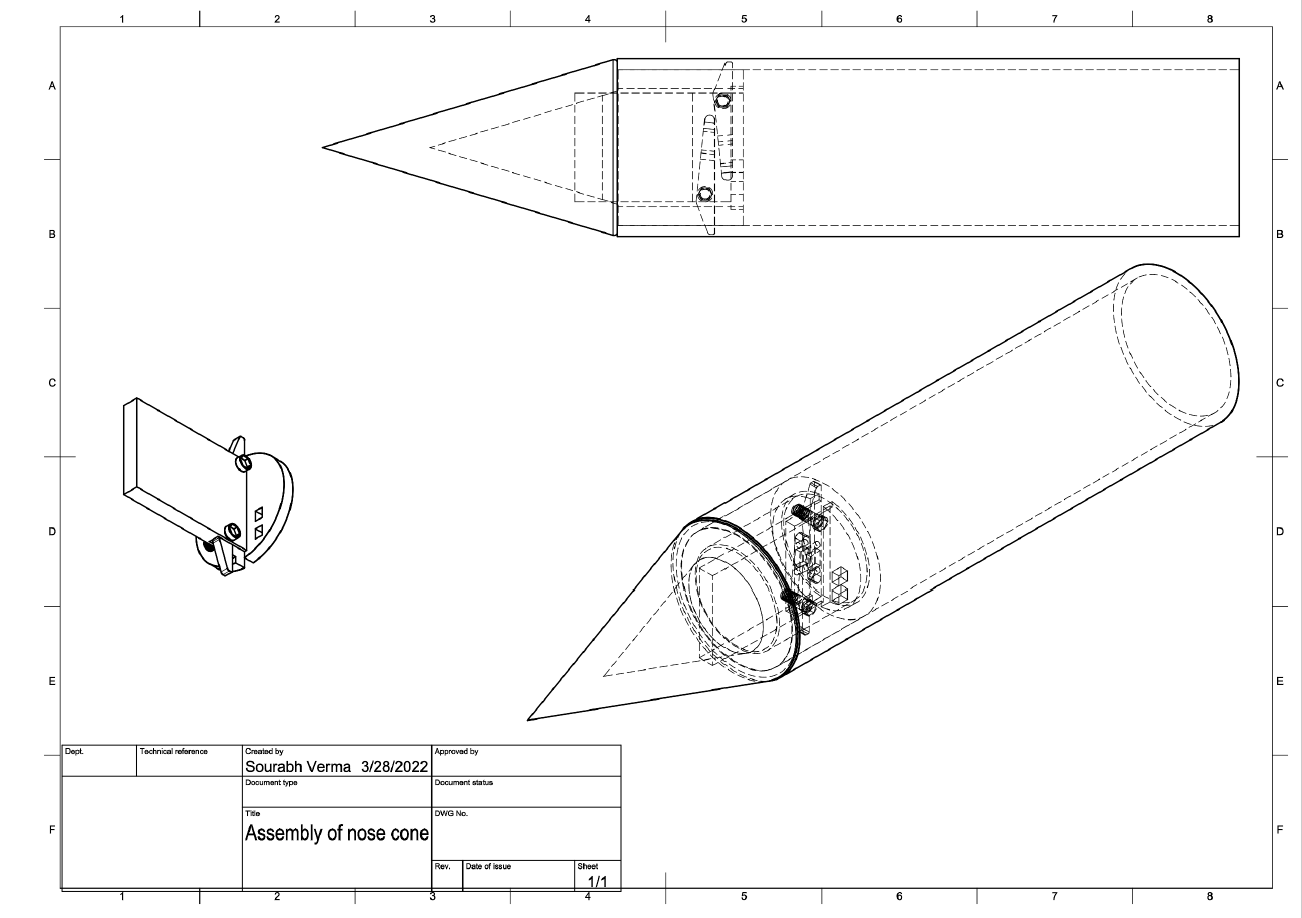 1 2 3 4 5 6 7 8
A A
B B
C C
D D
E E
Dept. Technical reference Created by Approved by
Sourabh Verma 3/28/2022
Document type Document status
Title DWG No.
F Assembly of nose cone F
Rev. Date of issue Sheet
1/1
1 2 3 4 5 6 7 8